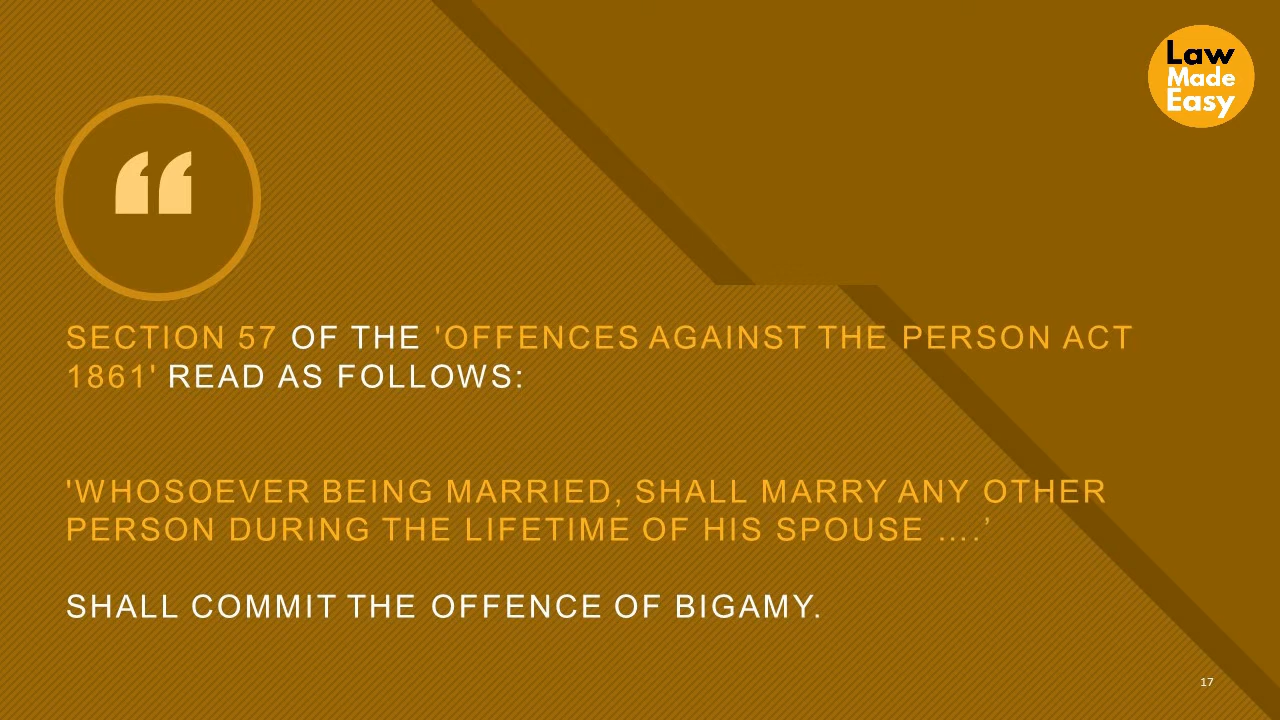 Law
Made
Easy
“
SECTION 57 OF THE 'OFFENCES AGAINST THE PERSON ACT
1861' READ AS FOLLOWS:
'WHOSOEVER BEING MARRIED, SHALL MARRY ANY OTHER
PERSON DURING THE LIFETIME OF HIS SPOUSE ….’
SHALL COMMIT THE OFFENCE OF BIGAMY.
17